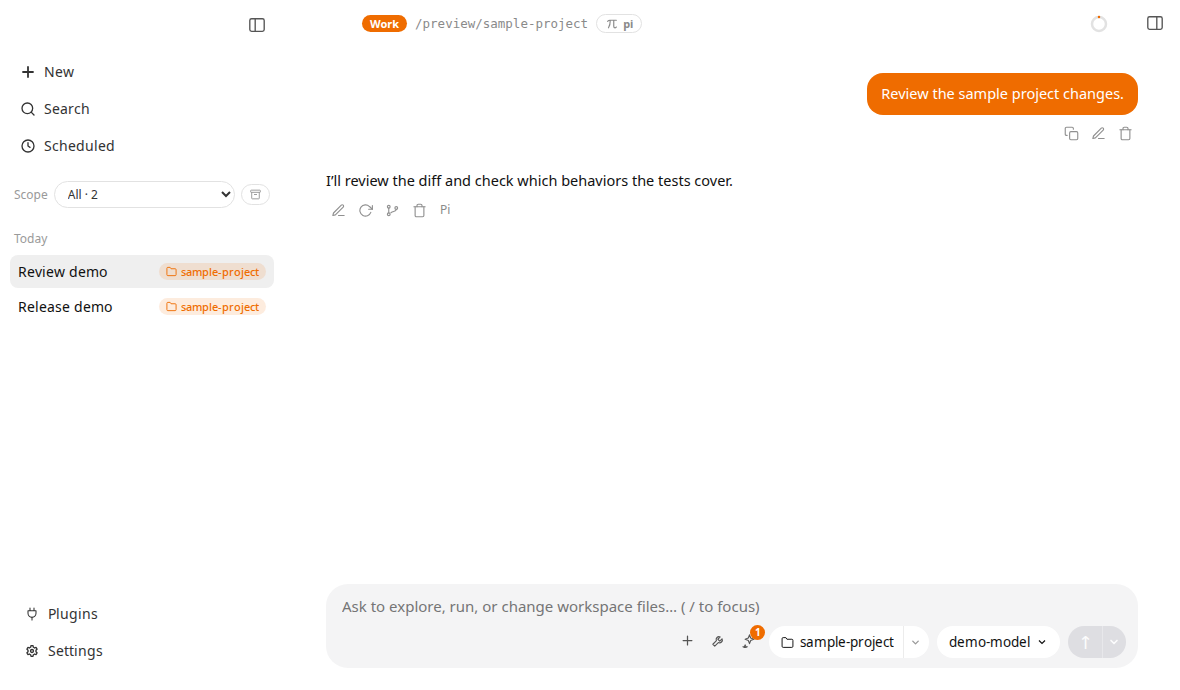 Work /preview/sample-project π pi
New
Search
Scheduled
Scope All · 2
Today
Review demo sample-project
Release demo sample-project
Plugins
Settings
Review the sample project changes.
I'll review the diff and check which behaviors the tests cover.
Pi
Ask to explore, run, or change workspace files... ( / to focus)
1 sample-project demo-model